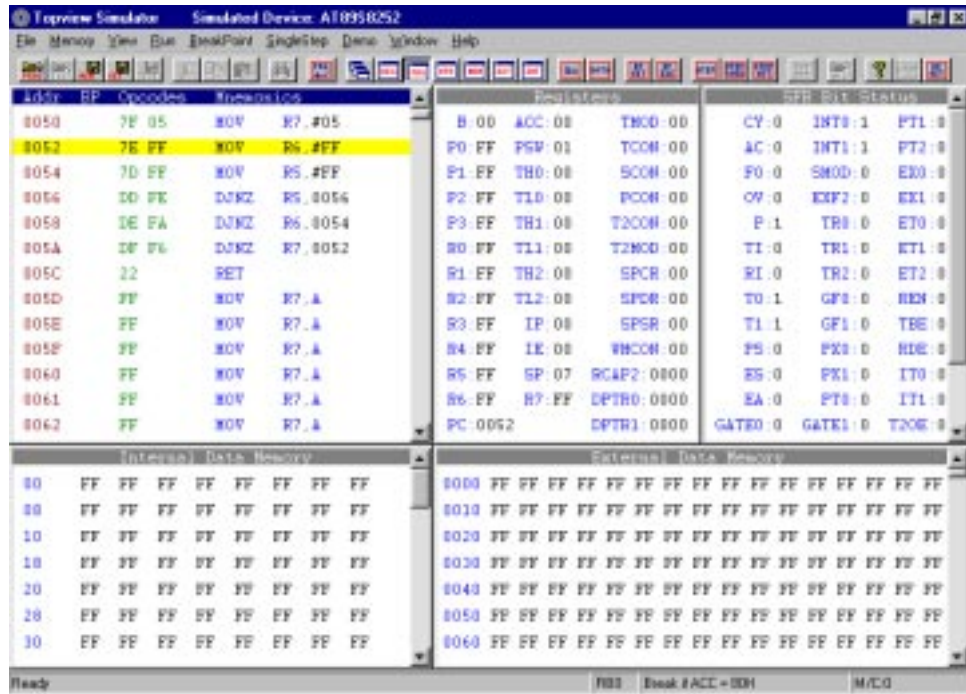 Topview Simulator Simulated Device: AT89S8252
File Memory View Run BreakPoint SingleStep Demo Window Help
Addr BP Opcodes Mnemonics
0050 7F 05 MOV R7,#05
0052 7E FF MOV R6,#FF
0054 7D FF MOV R5,#FF
0056 DD FE DJNZ R5,0056
0058 DE FA DJNZ R6,0054
005A DF F6 DJNZ R7,0052
005C 22 RET
005D FF MOV R7,A
005E FF MOV R7,A
005F FF MOV R7,A
0060 FF MOV R7,A
0061 FF MOV R7,A
0062 FF MOV R7,A
Registers
B:00 ACC:00 TMOD:00
P0:FF PSW:01 TCON:00
P1:FF TH0:00 SCON:00
P2:FF TL0:00 PCON:00
P3:FF TH1:00 T2CON:00
R0:FF TL1:00 T2MOD:00
R1:FF TH2:00 SPCR:00
R2:FF TL2:00 SPDR:00
R3:FF IP:00 SPSR:00
R4:FF IE:00 WMCON:00
R5:FF SP:07 RCAP2:0000
R6:FF R7:FF DPTR0:0000
PC:0052 DPTR1:0000
SFR Bit Status
CY:0 INT0:1 PT1:0
AC:0 INT1:1 PT2:0
F0:0 SMOD:0 EX0:0
OV:0 EXF2:0 EX1:0
P:1 TR0:0 ET0:0
TI:0 TR1:0 ET1:0
RI:0 TR2:0 ET2:0
T0:1 GF0:0 REN:0
T1:1 GF1:0 TBE:0
PS:0 PX0:0 RDE:0
ES:0 PX1:0 IT0:0
EA:0 PT0:0 IT1:0
GATE0:0 GATE1:0 T2OE:0
Internal Data Memory
00 FF FF FF FF FF FF FF FF
08 FF FF FF FF FF FF FF FF
10 FF FF FF FF FF FF FF FF
18 FF FF FF FF FF FF FF FF
20 FF FF FF FF FF FF FF FF
28 FF FF FF FF FF FF FF FF
30 FF FF FF FF FF FF FF FF
External Data Memory
0000 FF FF FF FF FF FF FF FF FF FF FF FF FF FF FF FF
0010 FF FF FF FF FF FF FF FF FF FF FF FF FF FF FF FF
0020 FF FF FF FF FF FF FF FF FF FF FF FF FF FF FF FF
0030 FF FF FF FF FF FF FF FF FF FF FF FF FF FF FF FF
0040 FF FF FF FF FF FF FF FF FF FF FF FF FF FF FF FF
0050 FF FF FF FF FF FF FF FF FF FF FF FF FF FF FF FF
0060 FF FF FF FF FF FF FF FF FF FF FF FF FF FF FF FF
Ready RB0 Break if ACC = 00H M/C:0